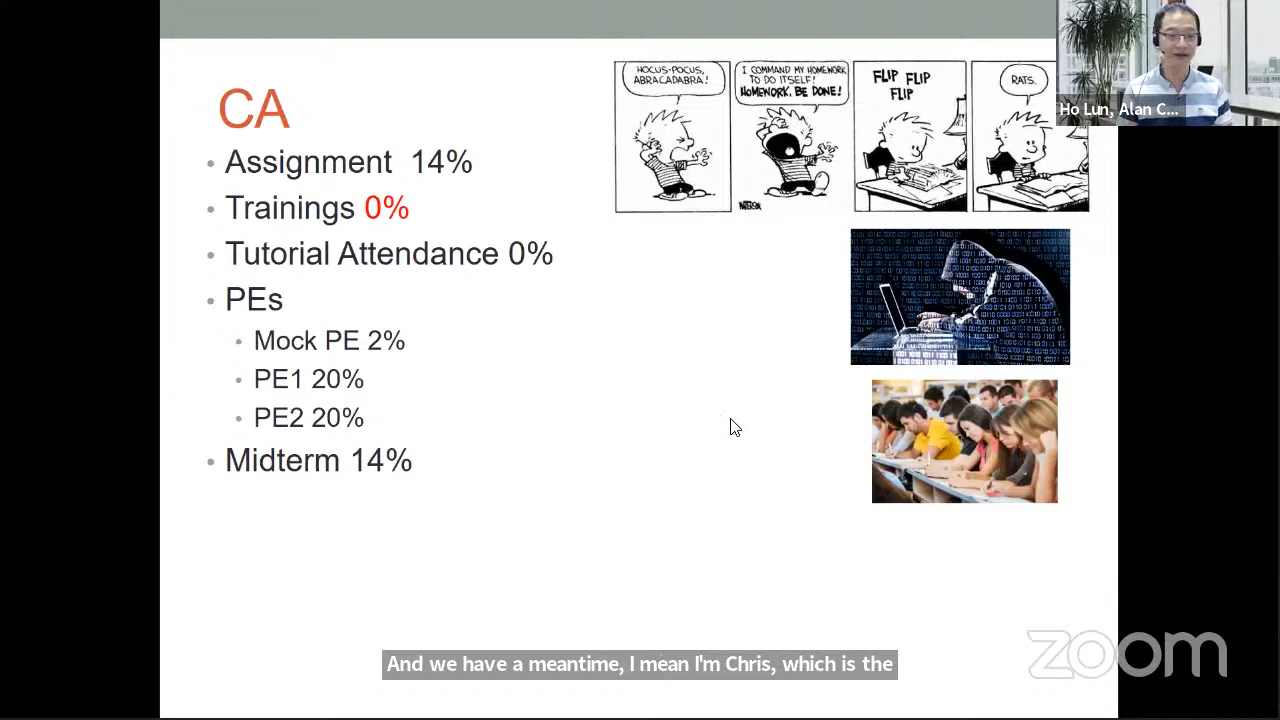 CA
Assignment 14%
Trainings 0%
Tutorial Attendance 0%
PEs
Mock PE 2%
PE1 20%
PE2 20%
Midterm 14%
HOCUS-POCUS,
ABRACADABRA!
I COMMAND MY HOMEWORK
TO DO ITSELF!
HOMEWORK, BE DONE!
FLIP FLIP
FLIP
RATS.
Ho Lun, Alan C...
And we have a meantime, I mean I'm Chris, which is the
zoom